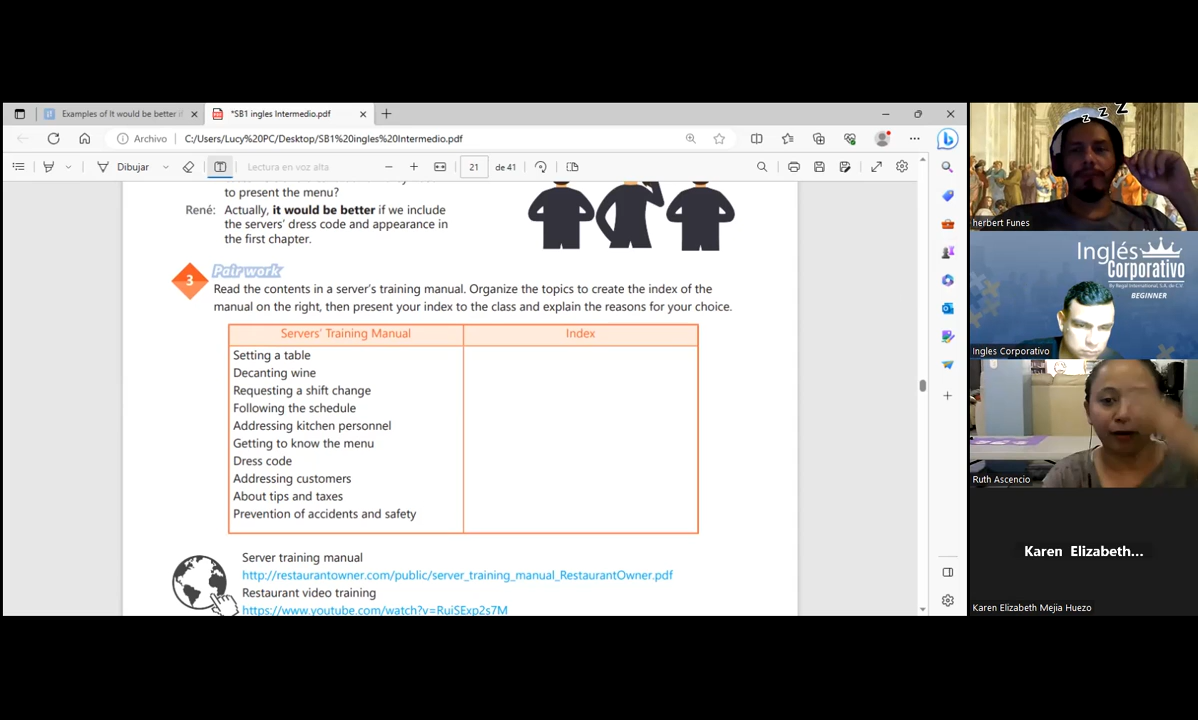 Examples of It would be better i
*SB1 ingles Intermedio.pdf
Archivo
C:/Users/Lucy%20PC/Desktop/SB1%20ingles%20Intermedio.pdf
Dibujar
Lectura en voz alta
21
de 41
to present the menu?
René: Actually, it would be better if we include
the servers' dress code and appearance in
the first chapter.
3
Pair work
Read the contents in a server's training manual. Organize the topics to create the index of the
manual on the right, then present your index to the class and explain the reasons for your choice.
Servers' Training Manual
Index
Setting a table
Decanting wine
Requesting a shift change
Following the schedule
Addressing kitchen personnel
Getting to know the menu
Dress code
Addressing customers
About tips and taxes
Prevention of accidents and safety
Server training manual
http://restaurantowner.com/public/server_training_manual_RestaurantOwner.pdf
Restaurant video training
https://www.youtube.com/watch?v=RuiSExp2s7M
z z Z
herbert Funes
Inglés
Corporativo
By Regal International, S.A. de C.V.
BEGINNER
Ingles Corporativo
Ruth Ascencio
Karen Elizabeth...
Karen Elizabeth Mejia Huezo